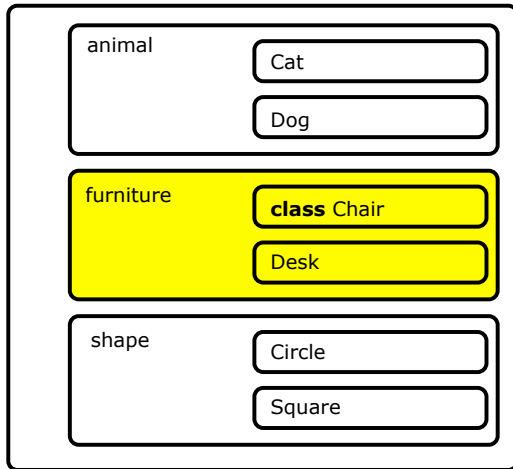 animal
Cat
Dog
furniture
class Chair
Desk
shape
Circle
Square